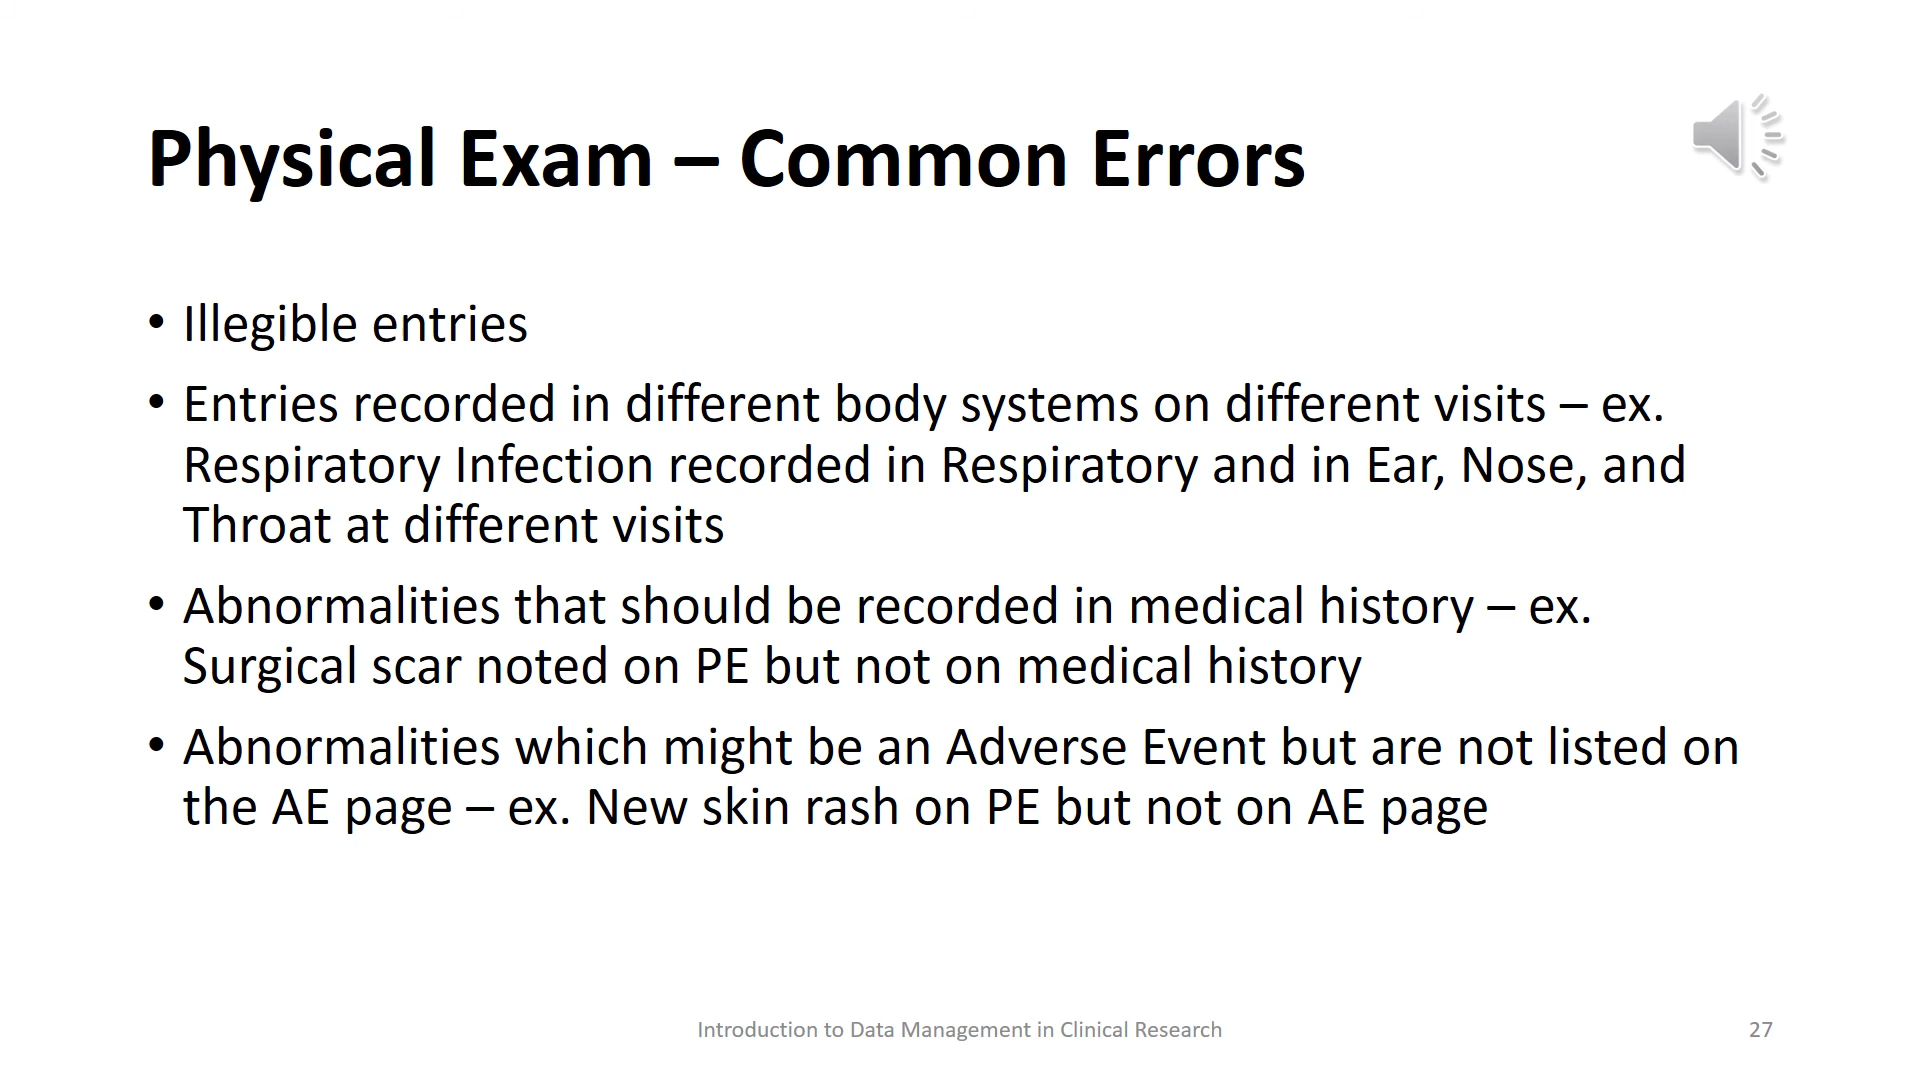 Physical Exam – Common Errors
• Illegible entries
• Entries recorded in different body systems on different visits – ex.
Respiratory Infection recorded in Respiratory and in Ear, Nose, and
Throat at different visits
• Abnormalities that should be recorded in medical history – ex.
Surgical scar noted on PE but not on medical history
• Abnormalities which might be an Adverse Event but are not listed on
the AE page – ex. New skin rash on PE but not on AE page
Introduction to Data Management in Clinical Research
27